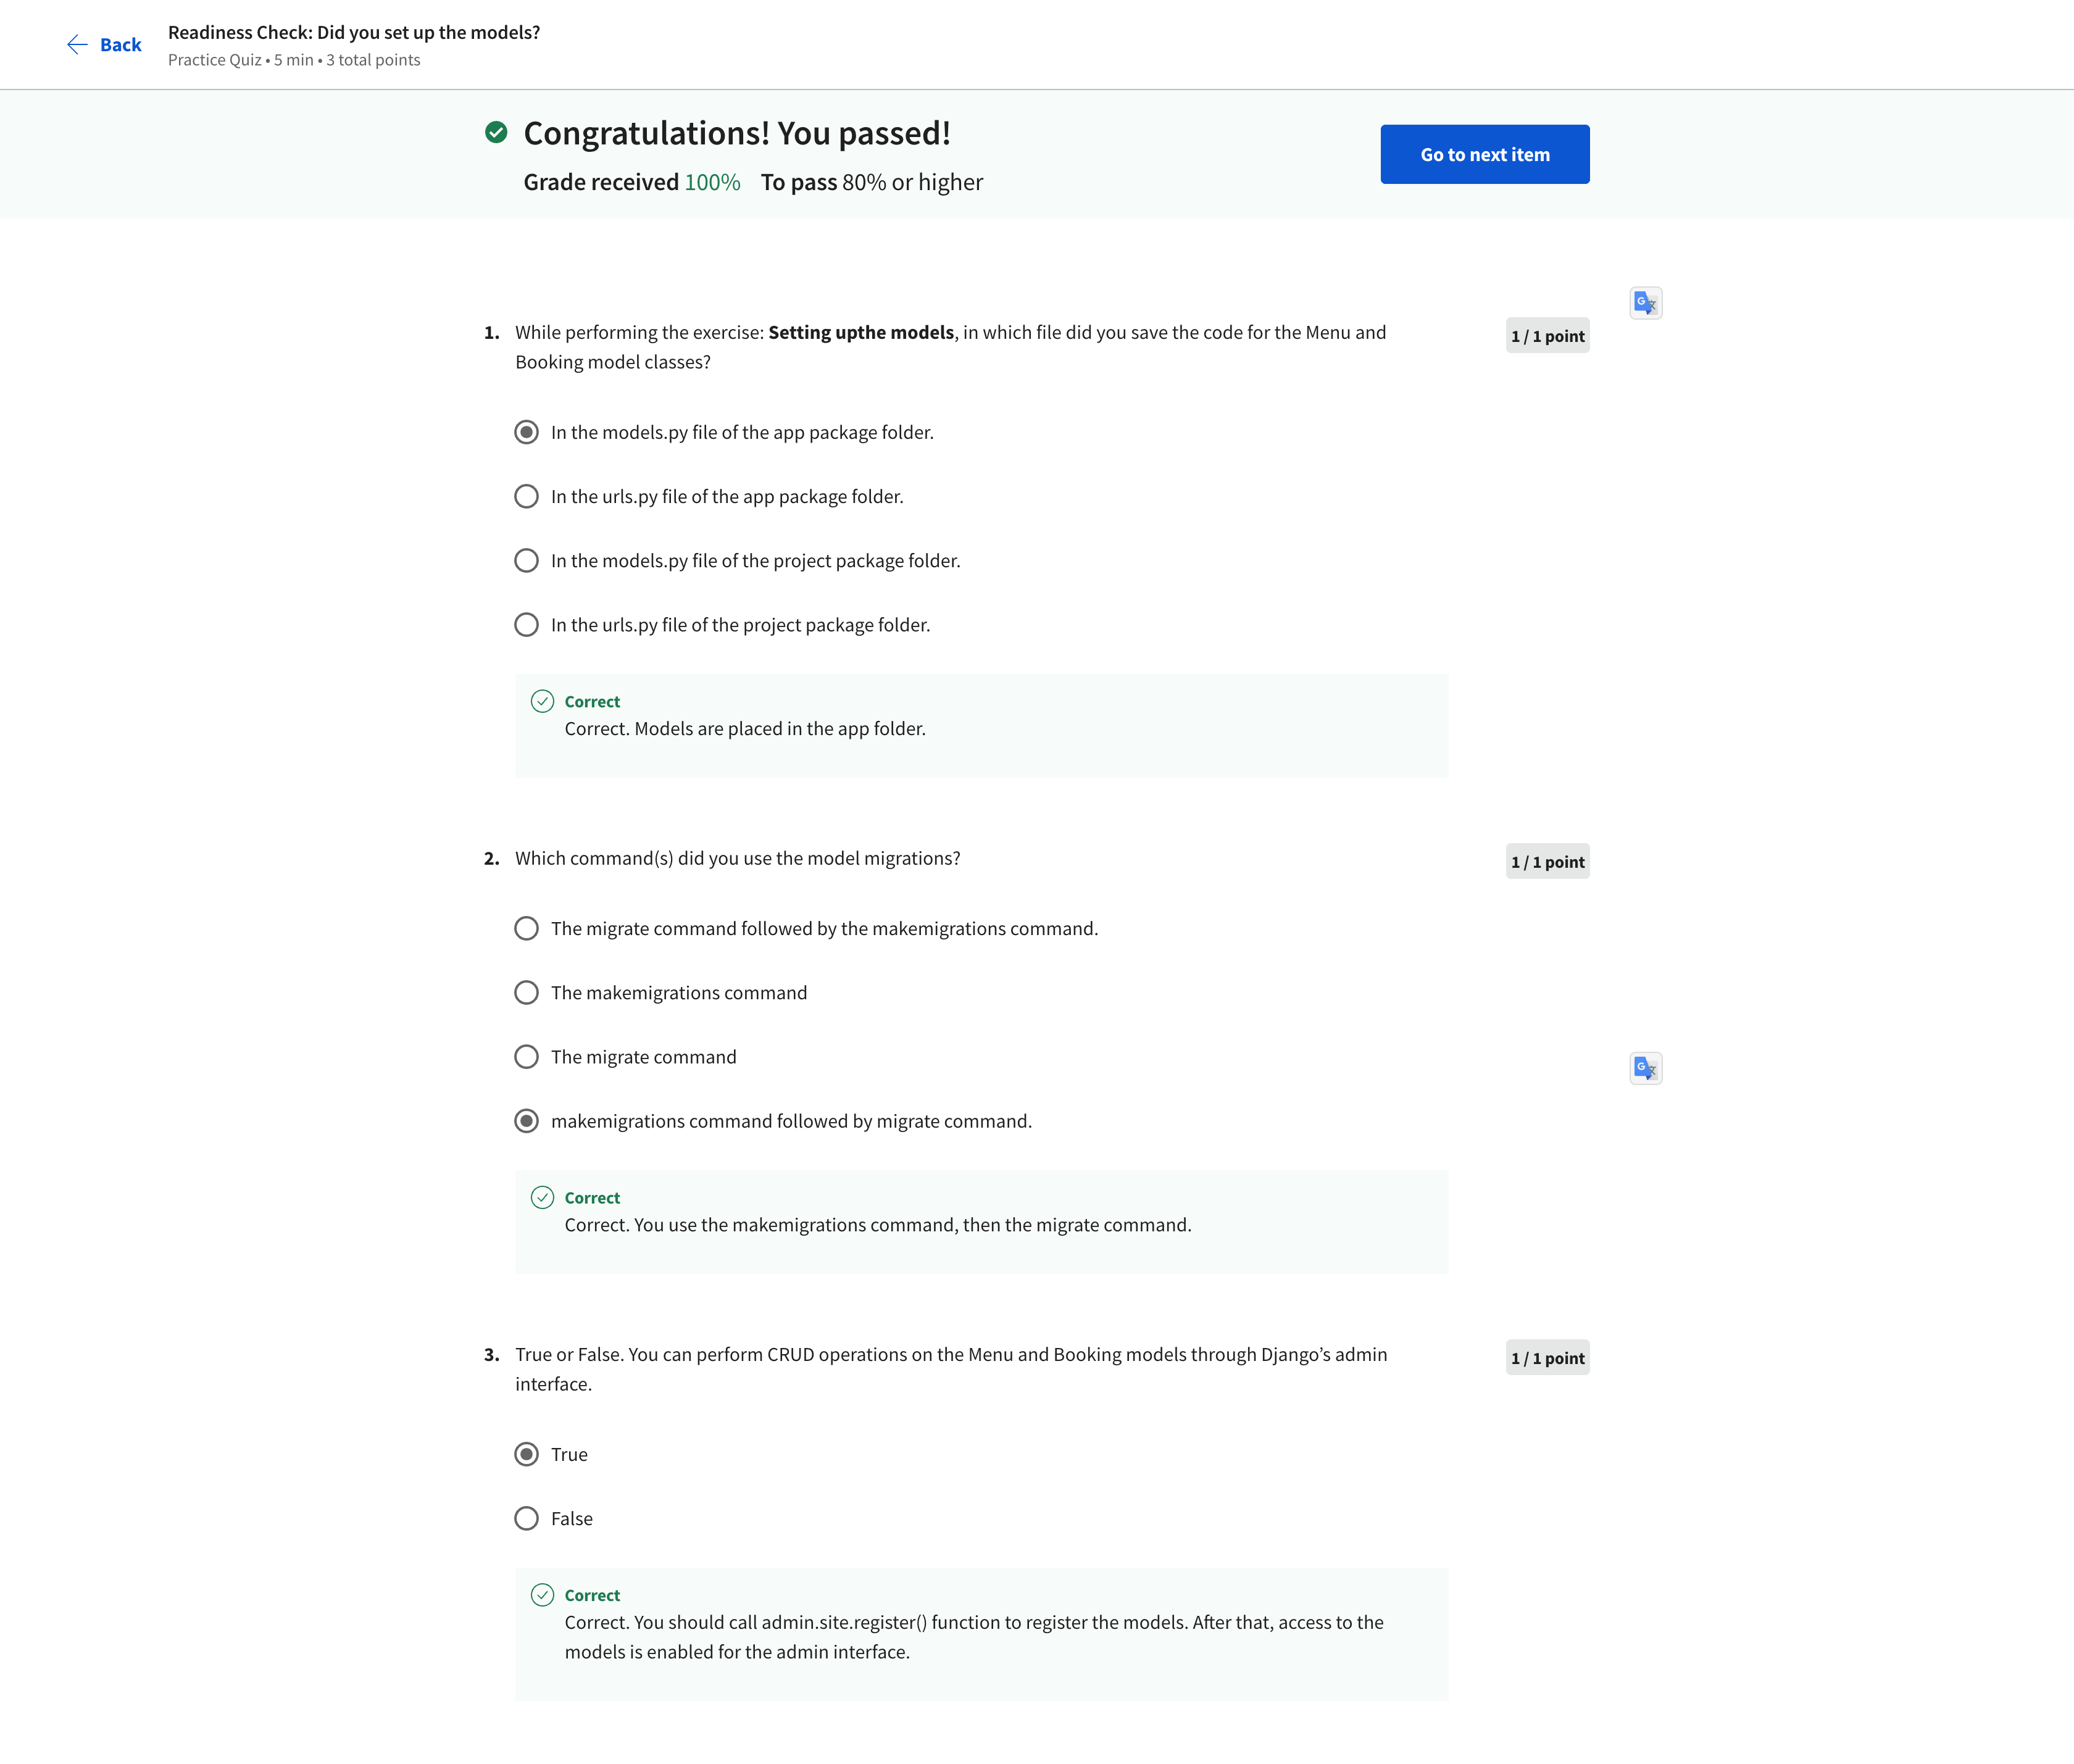 Back
Readiness Check: Did you set up the models?
Practice Quiz • 5 min • 3 total points
Congratulations! You passed!
Grade received 100% To pass 80% or higher
Go to next item
1. While performing the exercise: Setting upthe models, in which file did you save the code for the Menu and
Booking model classes?
1 / 1 point
In the models.py file of the app package folder.
In the urls.py file of the app package folder.
In the models.py file of the project package folder.
In the urls.py file of the project package folder.
Correct
Correct. Models are placed in the app folder.
2. Which command(s) did you use the model migrations?
1 / 1 point
The migrate command followed by the makemigrations command.
The makemigrations command
The migrate command
makemigrations command followed by migrate command.
Correct
Correct. You use the makemigrations command, then the migrate command.
3. True or False. You can perform CRUD operations on the Menu and Booking models through Django’s admin
interface.
1 / 1 point
True
False
Correct
Correct. You should call admin.site.register() function to register the models. After that, access to the
models is enabled for the admin interface.